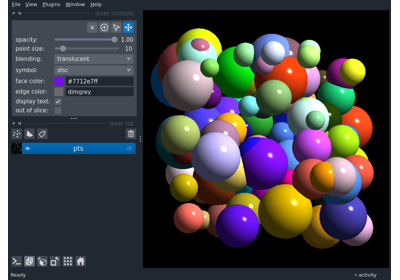 File View Plugins Window Help
layer controls
opacity: 1.00
point size: 10
blending: translucent
symbol: disc
face color: #7712e7ff
edge color: dimgrey
display text:
out of slice:
layer list
pts
Ready
activity